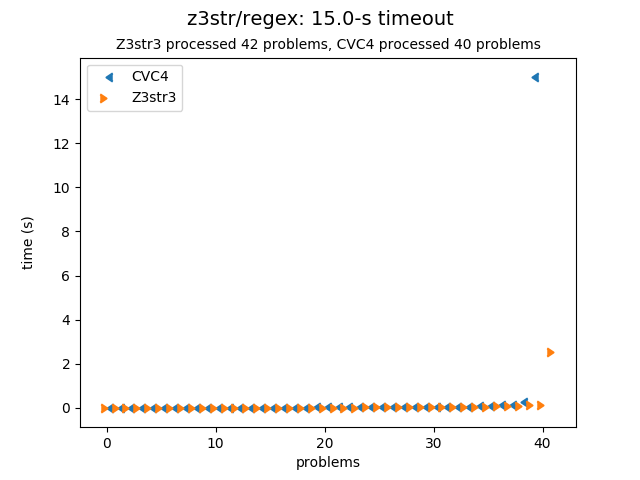 z3str/regex: 15.0-s timeout
Z3str3 processed 42 problems, CVC4 processed 40 problems
CVC4
Z3str3
14
12
10
8
6
4
2
0
time (s)
0
10
20
30
40
problems